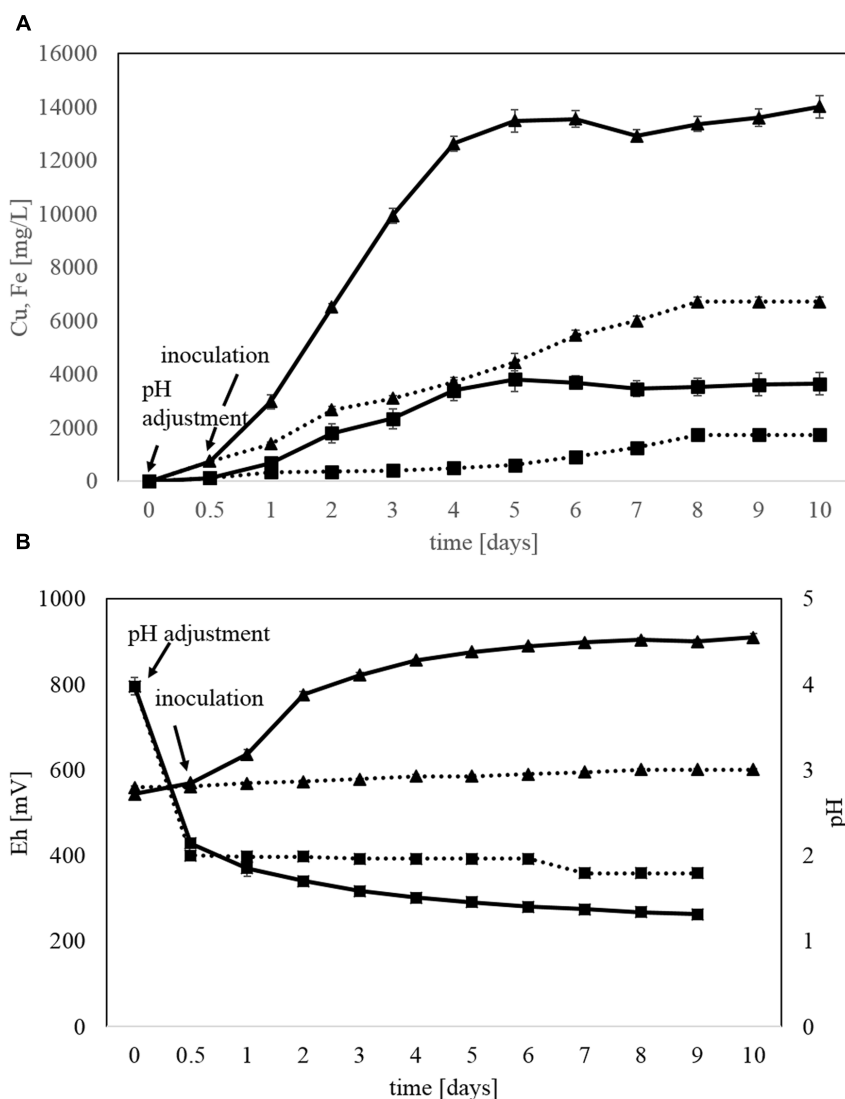 A
16000
14000
12000
10000
8000
6000
4000
2000
0
Cu, Fe [mg/L]
inoculation
pH
adjustment
0 0.5 1 2 3 4 5 6 7 8 9 10
time [days]
B
1000
800
600
400
200
0
Eh [mV]
pH adjustment
inoculation
5
4
3
2
1
0
pH
0 0.5 1 2 3 4 5 6 7 8 9 10
time [days]